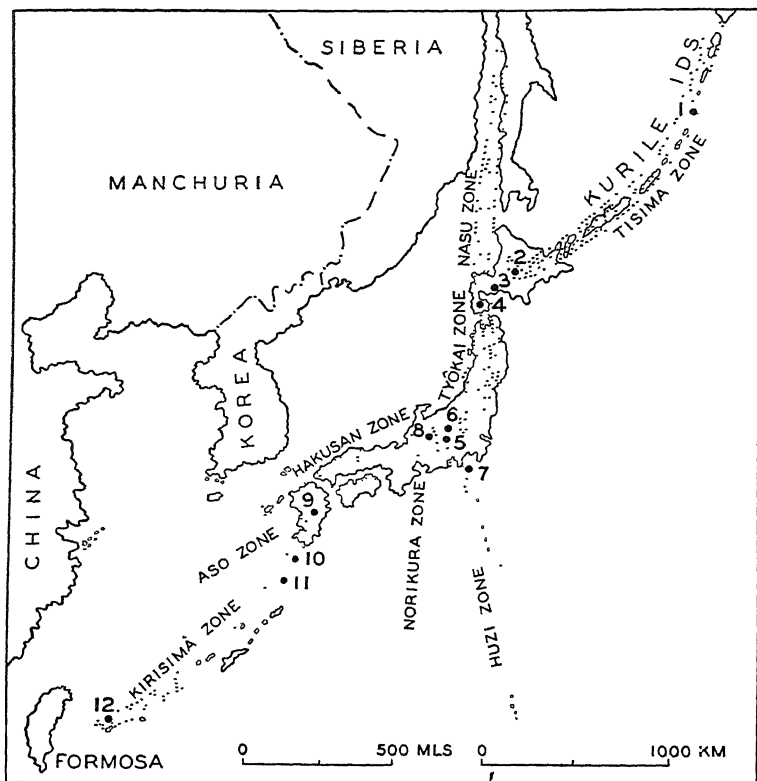 SIBERIA
KURILE IDS
1
MANCHURIA
TISIMA ZONE
NASU ZONE
2
3
4
TYÔKAI ZONE
KOREA
6
8
5
HAKUSAN ZONE
7
CHINA
9
NORIKURA ZONE
ASO ZONE
10
11
HUZI ZONE
KIRISIMA ZONE
12
FORMOSA
0 500 MLS 0 1000 KM